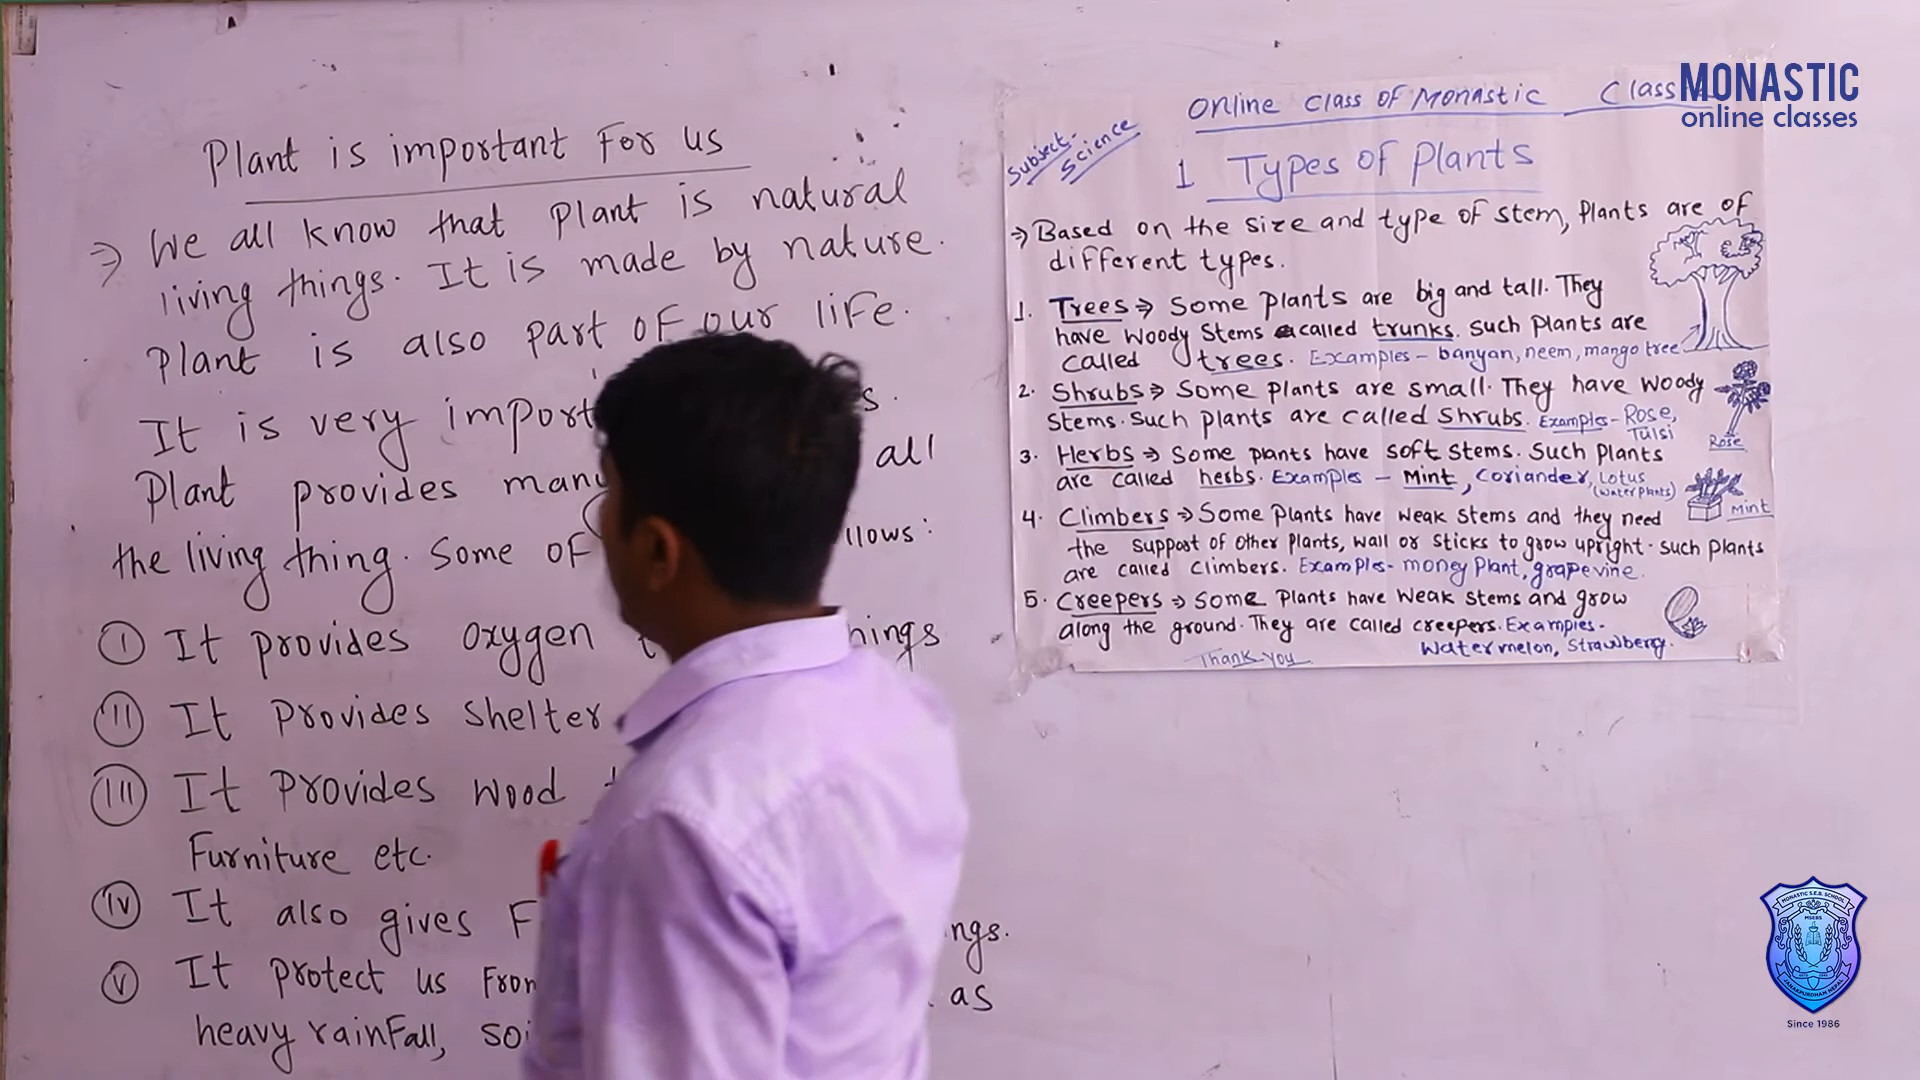 Plant is important For us
⇒ We all know that Plant is natural
living things. It is made by nature.
Plant is also part of our life.
It is very
Plant provides all
the living thing. Some of
I It provides oxygen
II It provides shelter
III It provides wood
Furniture etc.
IV It also gives
V It protect us as
heavy rainfall,
Online Class of Monastic Class
Subject-
Science
1 Types of Plants
⇒ Based on the size and type of stem, Plants are of
different types.
1. Trees ⇒ Some plants are big and tall. They
have woody stems called trunks. Such Plants are
called trees. Examples - banyan, neem, mango tree
2. Shrubs ⇒ Some plants are small. They have woody
stems. Such plants are called Shrubs. Examples - Rose,
Tulsi
Rose
3. Herbs → Some plants have soft stems. Such Plants
are called herbs. Examples - Mint, Coriander, Lotus
(Water Plants)
Mint
4. Climbers → Some Plants have weak stems and they need
the support of other Plants, wall or sticks to grow upright. Such plants
are called Climbers. Examples- money plant, grapevine.
5. Creepers → Some Plants have weak stems and grow
along the ground. They are called creepers. Examples-
Watermelon, Strawberry.
Thank you
MONASTIC
online classes
MONASTIC S.E.B. SCHOOL
MSEBS
JANAKPURDHAM NEPAL
Since 1986